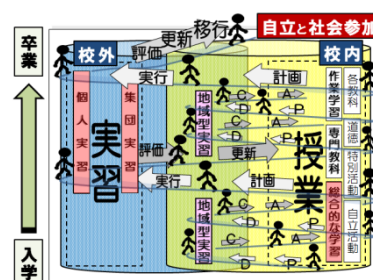 卒業
入学
校外
評価
更新
移行
自立と社会参加
校内
実行
計画
個人実習
集団実習
実習
地域型実習
C
A
D
P
C
A
D
P
評価
更新
授業
実行
計画
地域型実習
C
A
D
P
C
A
D
P
作業学習
専門教科
総合的な学習
各教科
道徳
特別活動
自立活動